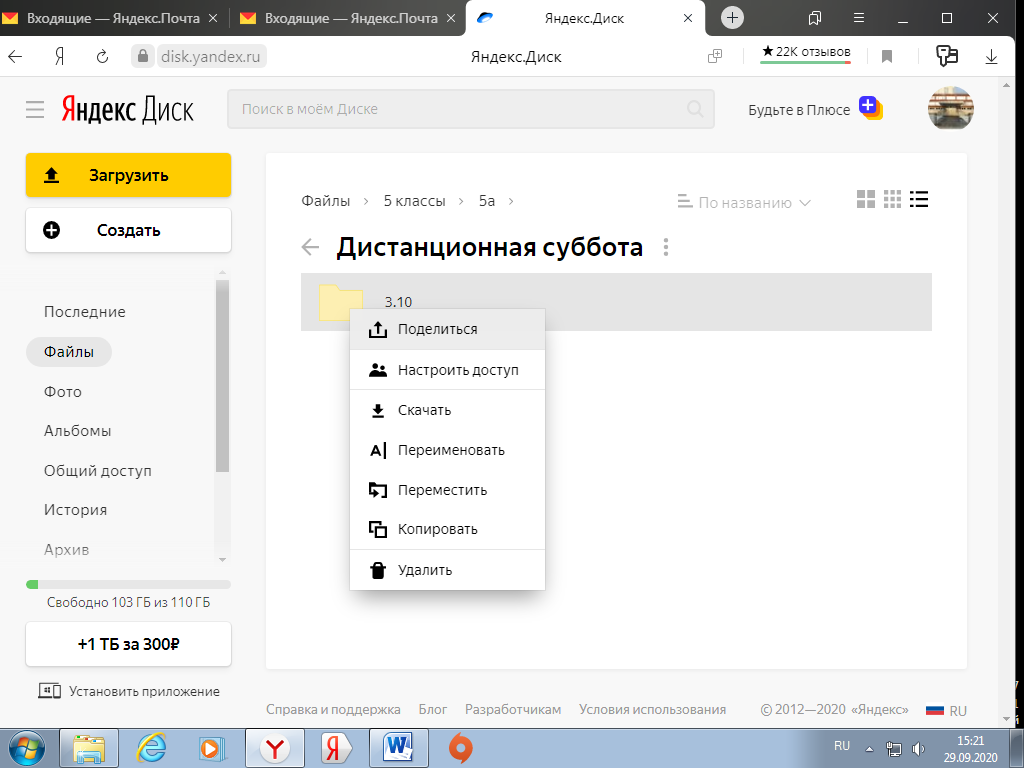 Входящие — Яндекс.Почта
Входящие — Яндекс.Почта
Яндекс.Диск
Я
disk.yandex.ru
Яндекс.Диск
★ 22К отзывов
Яндекс Диск
Поиск в моём Диске
Будьте в Плюсе
Загрузить
Создать
Последние
Файлы
Фото
Альбомы
Общий доступ
История
Архив
Свободно 103 ГБ из 110 ГБ
+1 ТБ за 300₽
Установить приложение
Файлы > 5 классы > 5а >
По названию
Дистанционная суббота
3.10
Поделиться
Настроить доступ
Скачать
Переименовать
Переместить
Копировать
Удалить
Справка и поддержка Блог Разработчикам Условия использования © 2012—2020 «Яндекс» RU
RU
15:21
29.09.2020